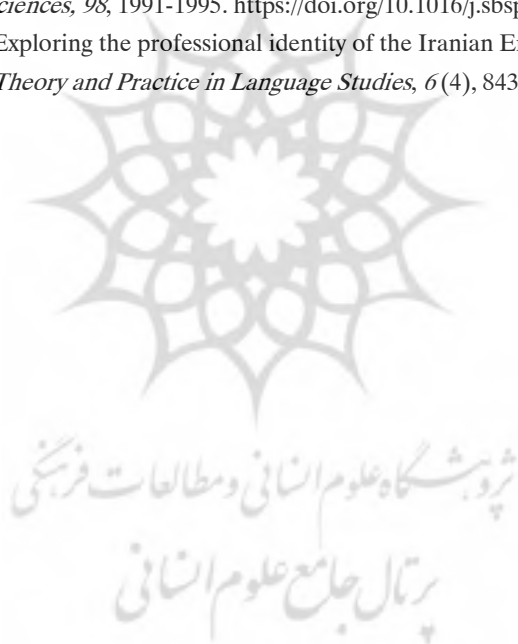 ciences, 98, 1991-1995. https://doi.org/10.1016/j.sbsp
Exploring the professional identity of the Iranian E
Theory and Practice in Language Studies, 6(4), 843
پژوهشگاه علوم انسانی و مطالعات فرهنگی
پرتال جامع علوم انسانی